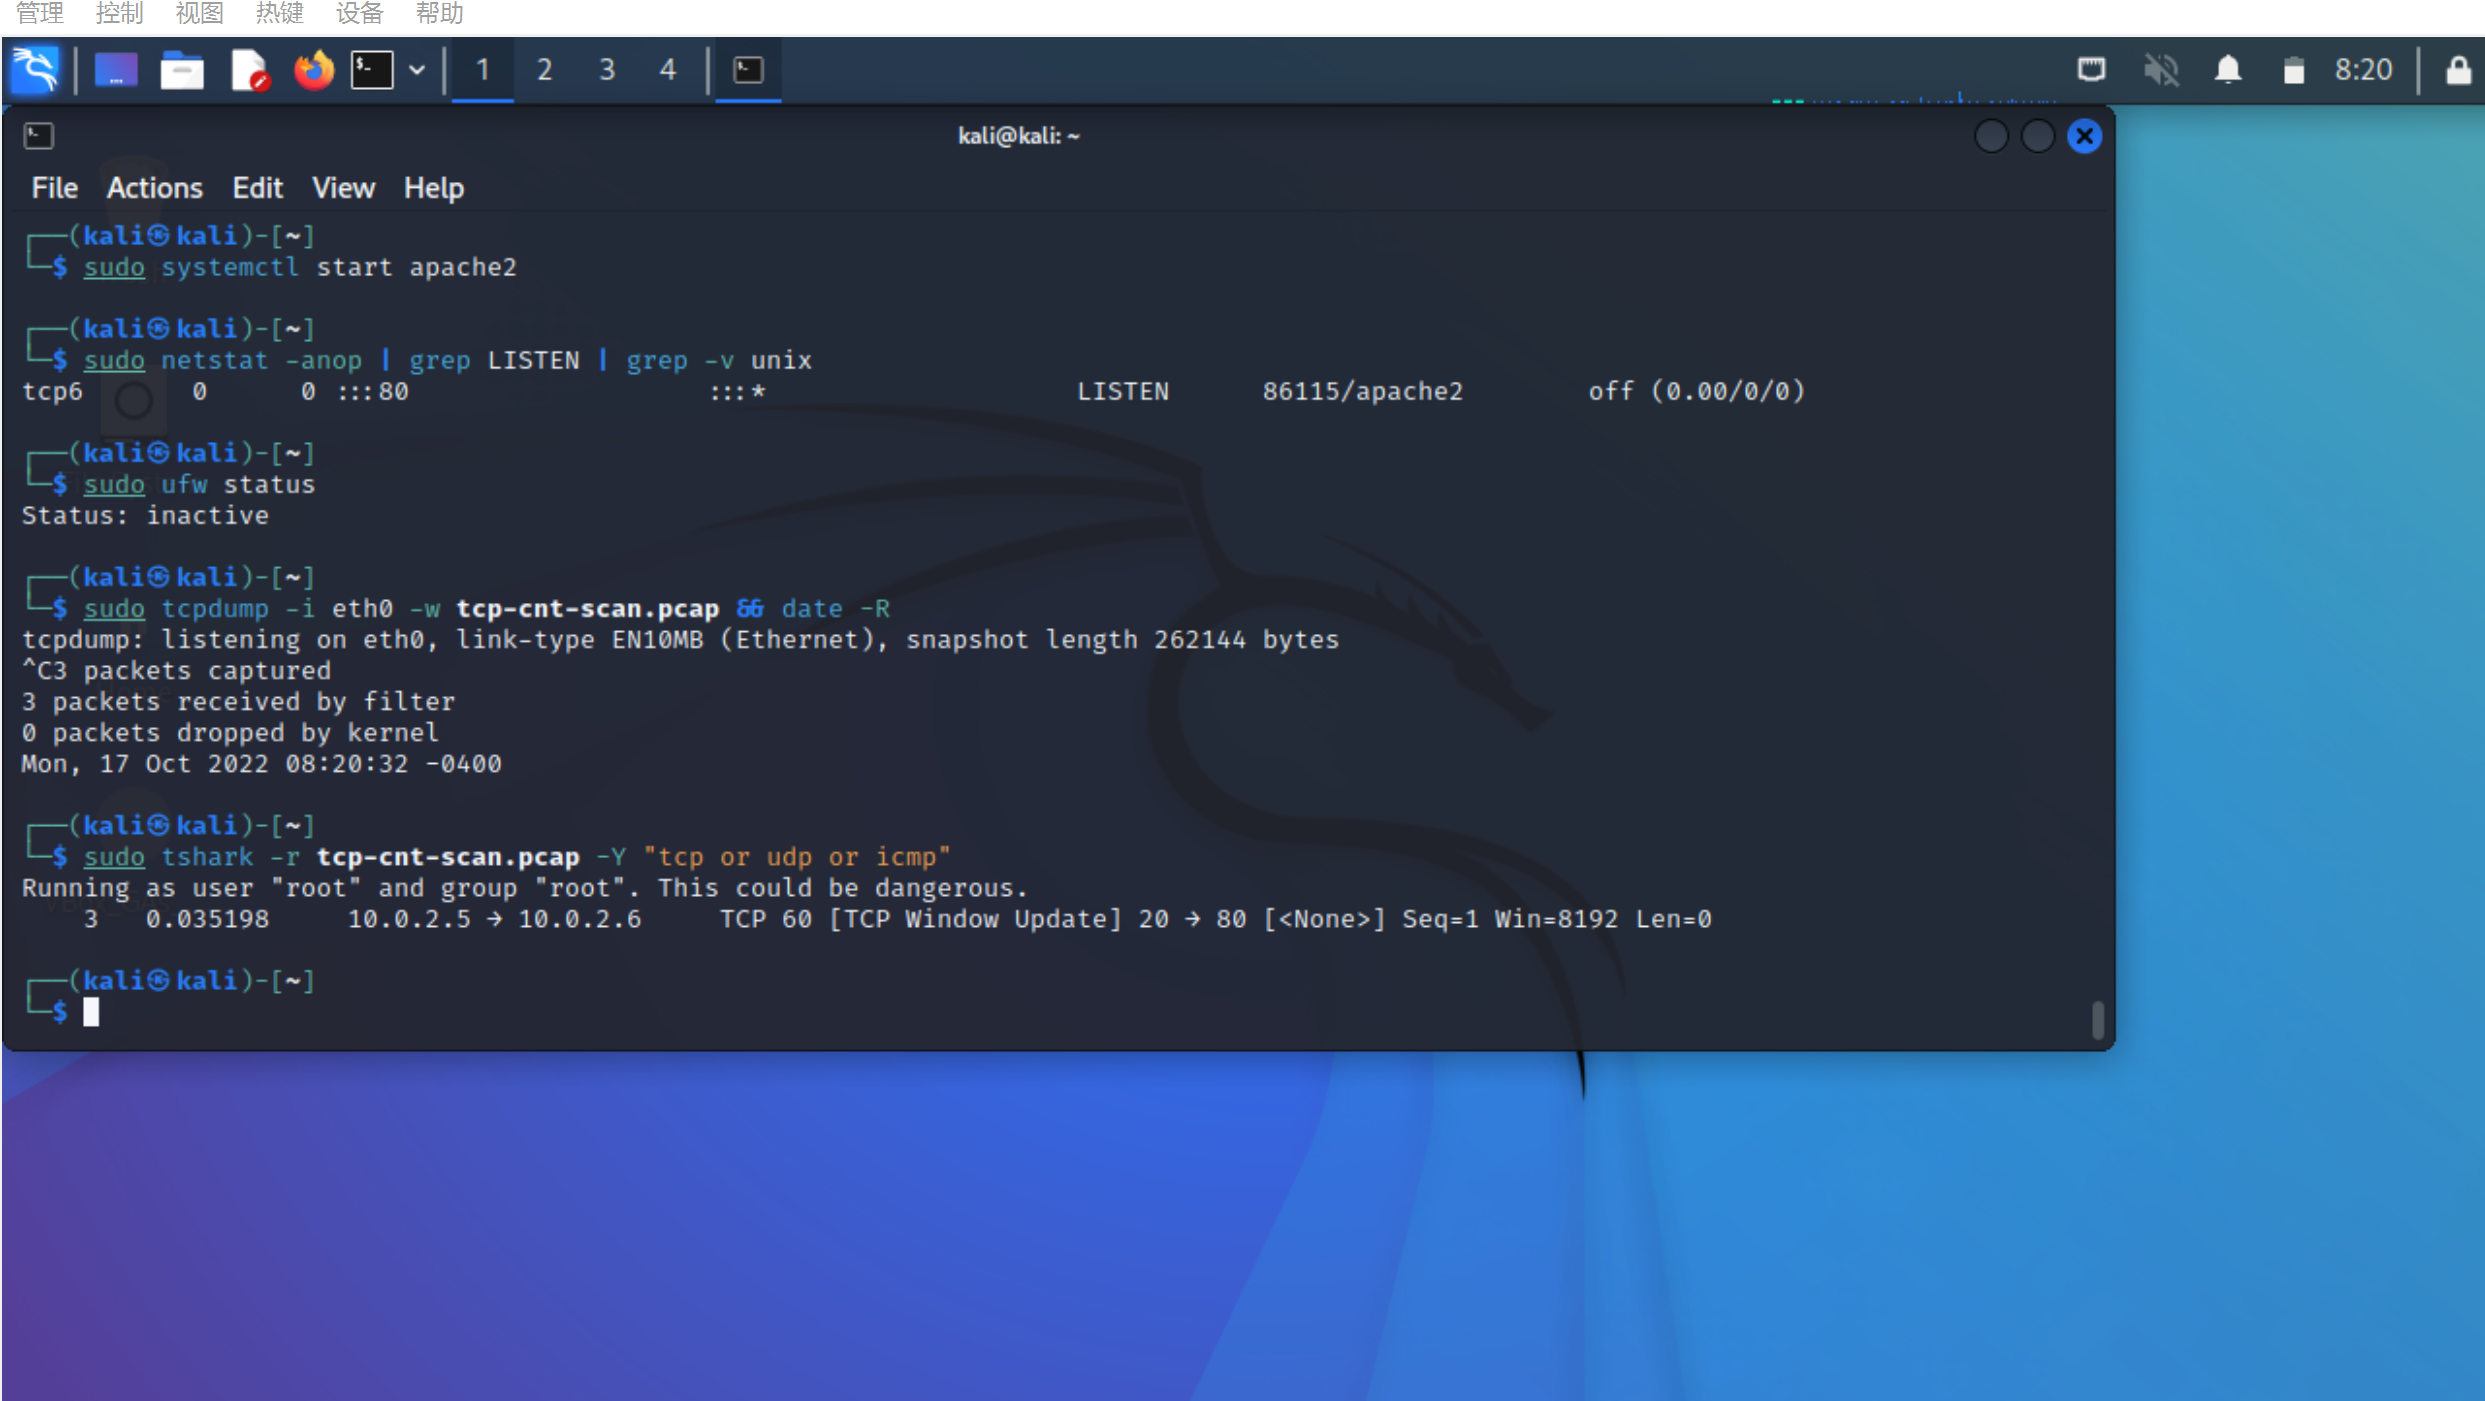 管理 控制 视图 热键 设备 帮助
1 2 3 4 8:20
kali@kali: ~
File Actions Edit View Help
┌──(kali㉿kali)-[~]
└─$ sudo systemctl start apache2
┌──(kali㉿kali)-[~]
└─$ sudo netstat -anop | grep LISTEN | grep -v unix
tcp6 0 0 :::80 :::* LISTEN 86115/apache2 off (0.00/0/0)
┌──(kali㉿kali)-[~]
└─$ sudo ufw status
Status: inactive
┌──(kali㉿kali)-[~]
└─$ sudo tcpdump -i eth0 -w tcp-cnt-scan.pcap && date -R
tcpdump: listening on eth0, link-type EN10MB (Ethernet), snapshot length 262144 bytes
^C3 packets captured
3 packets received by filter
0 packets dropped by kernel
Mon, 17 Oct 2022 08:20:32 -0400
┌──(kali㉿kali)-[~]
└─$ sudo tshark -r tcp-cnt-scan.pcap -Y "tcp or udp or icmp"
Running as user "root" and group "root". This could be dangerous.
3 0.035198 10.0.2.5 → 10.0.2.6 TCP 60 [TCP Window Update] 20 → 80 [<None>] Seq=1 Win=8192 Len=0
┌──(kali㉿kali)-[~]
└─$